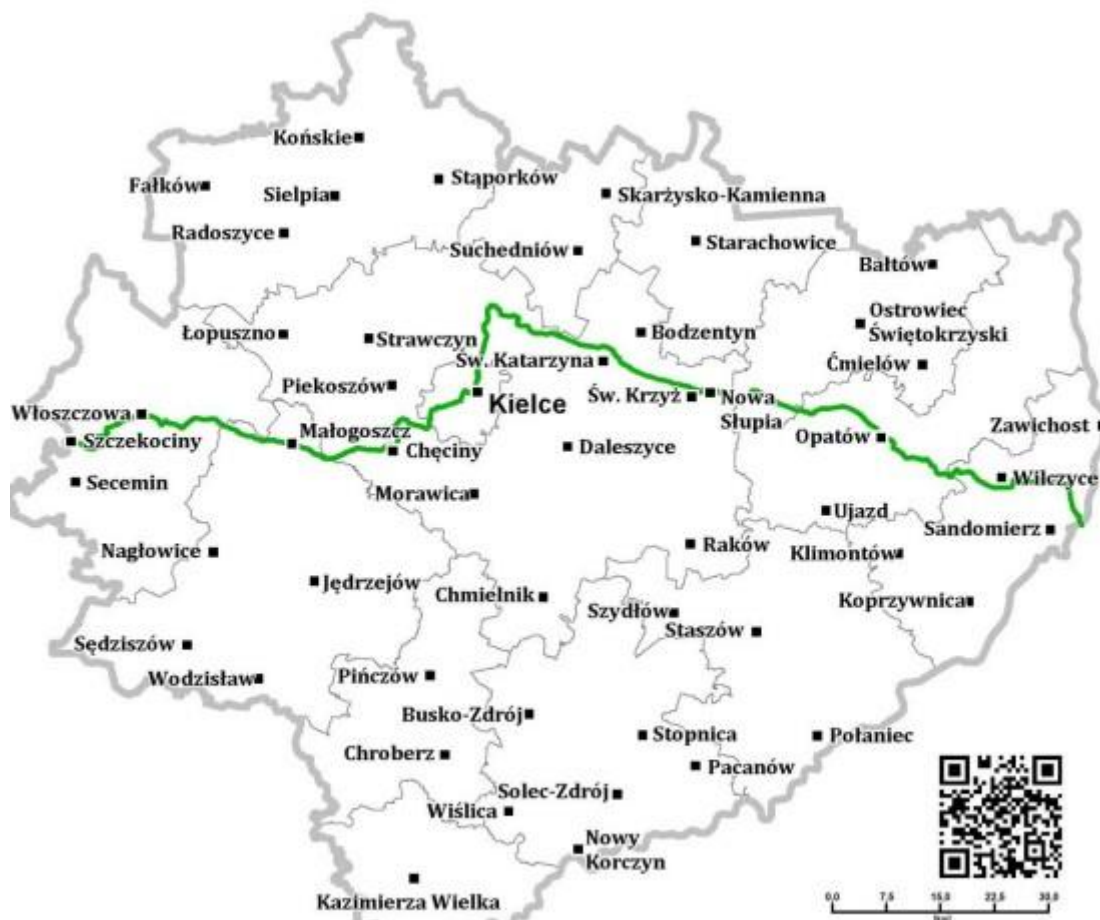 Końskie
Fałków
Sielpia
Stąporków
Skarżysko-Kamienna
Radoszyce
Suchedniów
Starachowice
Bałtów
Łopuszno
Strawczyn
Bodzentyn
Ostrowiec
Świętokrzyski
Św. Katarzyna
Ćmielów
Piekoszów
Kielce
Św. Krzyż
Nowa
Słupia
Włoszczowa
Szczekociny
Małogoszcz
Chęciny
Daleszyce
Opatów
Zawichost
Secemin
Morawica
Wilczyce
Ujazd
Sandomierz
Nagłowice
Raków
Klimontów
Jędrzejów
Chmielnik
Szydłów
Koprzywnica
Staszów
Sędziszów
Wodzisław
Pińczów
Busko-Zdrój
Stopnica
Połaniec
Chroberz
Pacanów
Solec-Zdrój
Wiślica
Nowy
Korczyn
Kazimierza Wielka
0,0 7,5 15,0 22,5 30,0